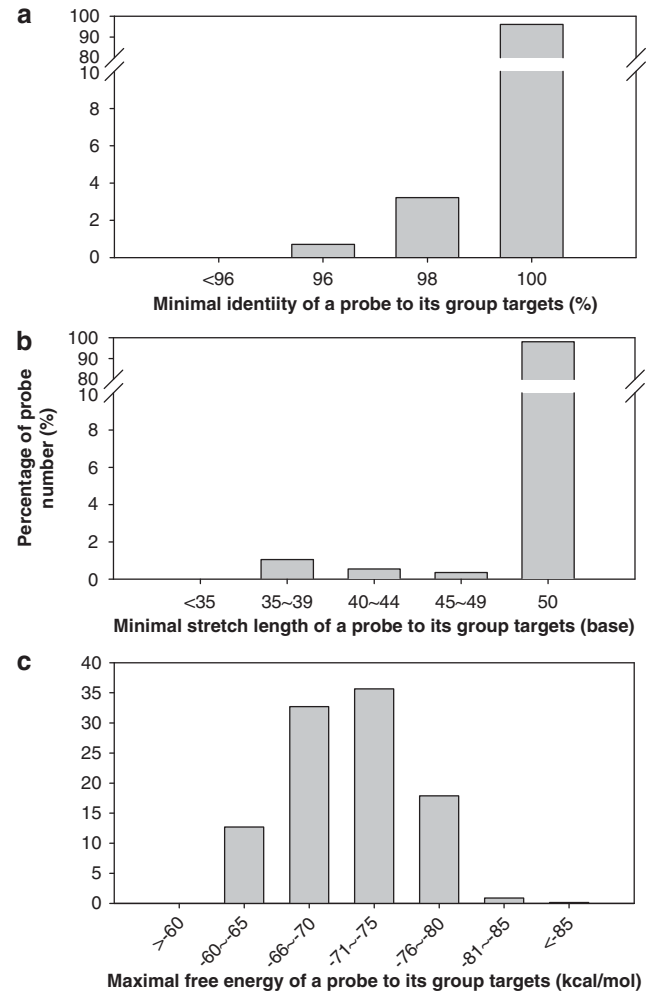 a
100
90
80
10
8
6
4
2
0
<96 96 98 100
Minimal identiity of a probe to its group targets (%)
b
100
90
80
10
8
6
4
2
0
Percentage of probe
number (%)
<35 35~39 40~44 45~49 50
Minimal stretch length of a probe to its group targets (base)
c
40
35
30
25
20
15
10
5
0
>-60 -60~-65 -66~-70 -71~-75 -76~-80 -81~-85 <-85
Maximal free energy of a probe to its group targets (kcal/mol)